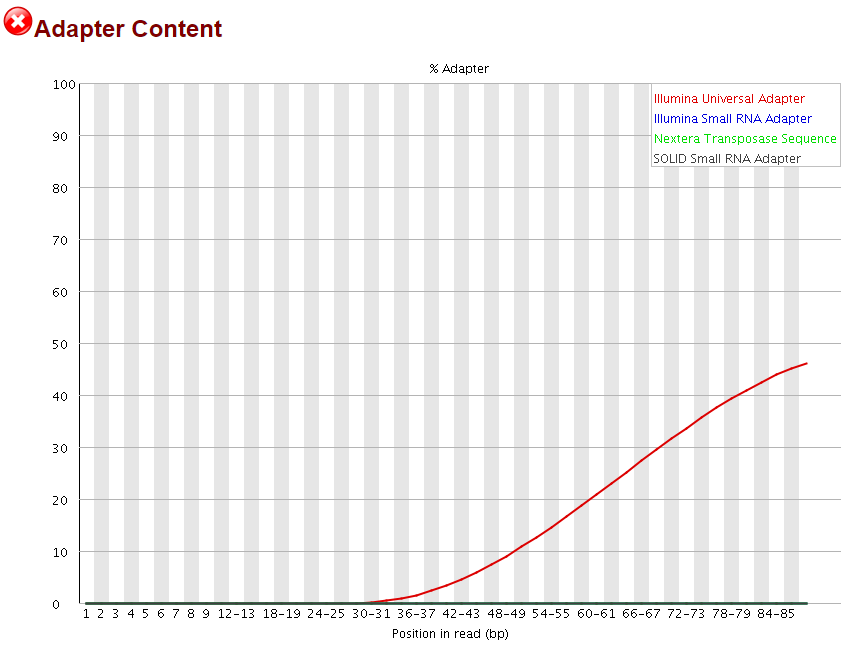 Adapter Content
% Adapter
100
90
80
70
60
50
40
30
20
10
0
Illumina Universal Adapter
Illumina Small RNA Adapter
Nextera Transposase Sequence
SOLID Small RNA Adapter
1 2 3 4 5 6 7 8 9 12-13 18-19 24-25 30-31 36-37 42-43 48-49 54-55 60-61 66-67 72-73 78-79 84-85
Position in read (bp)